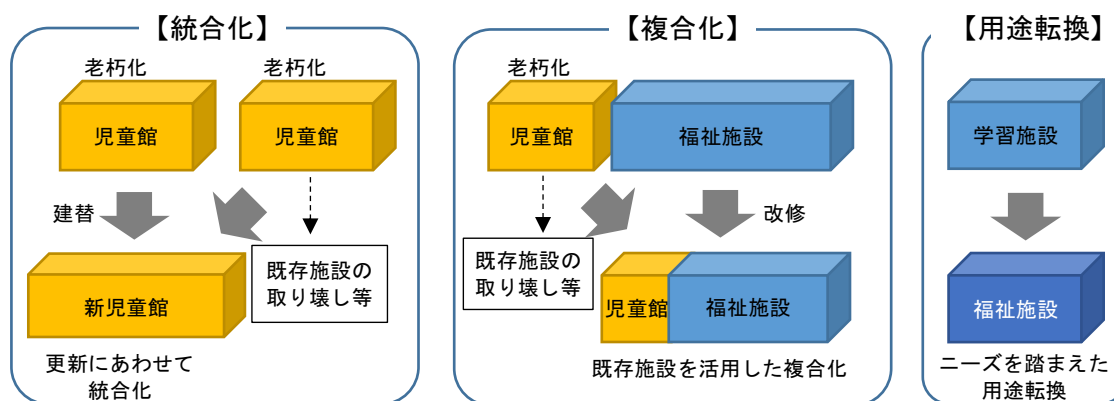 【統合化】
老朽化
老朽化
児童館
児童館
建替
既存施設の
取り壊し等
新児童館
更新にあわせて
統合化
【複合化】
老朽化
児童館
福祉施設
改修
既存施設の
取り壊し等
児童館
福祉施設
既存施設を活用した複合化
【用途転換】
学習施設
福祉施設
ニーズを踏まえた
用途転換